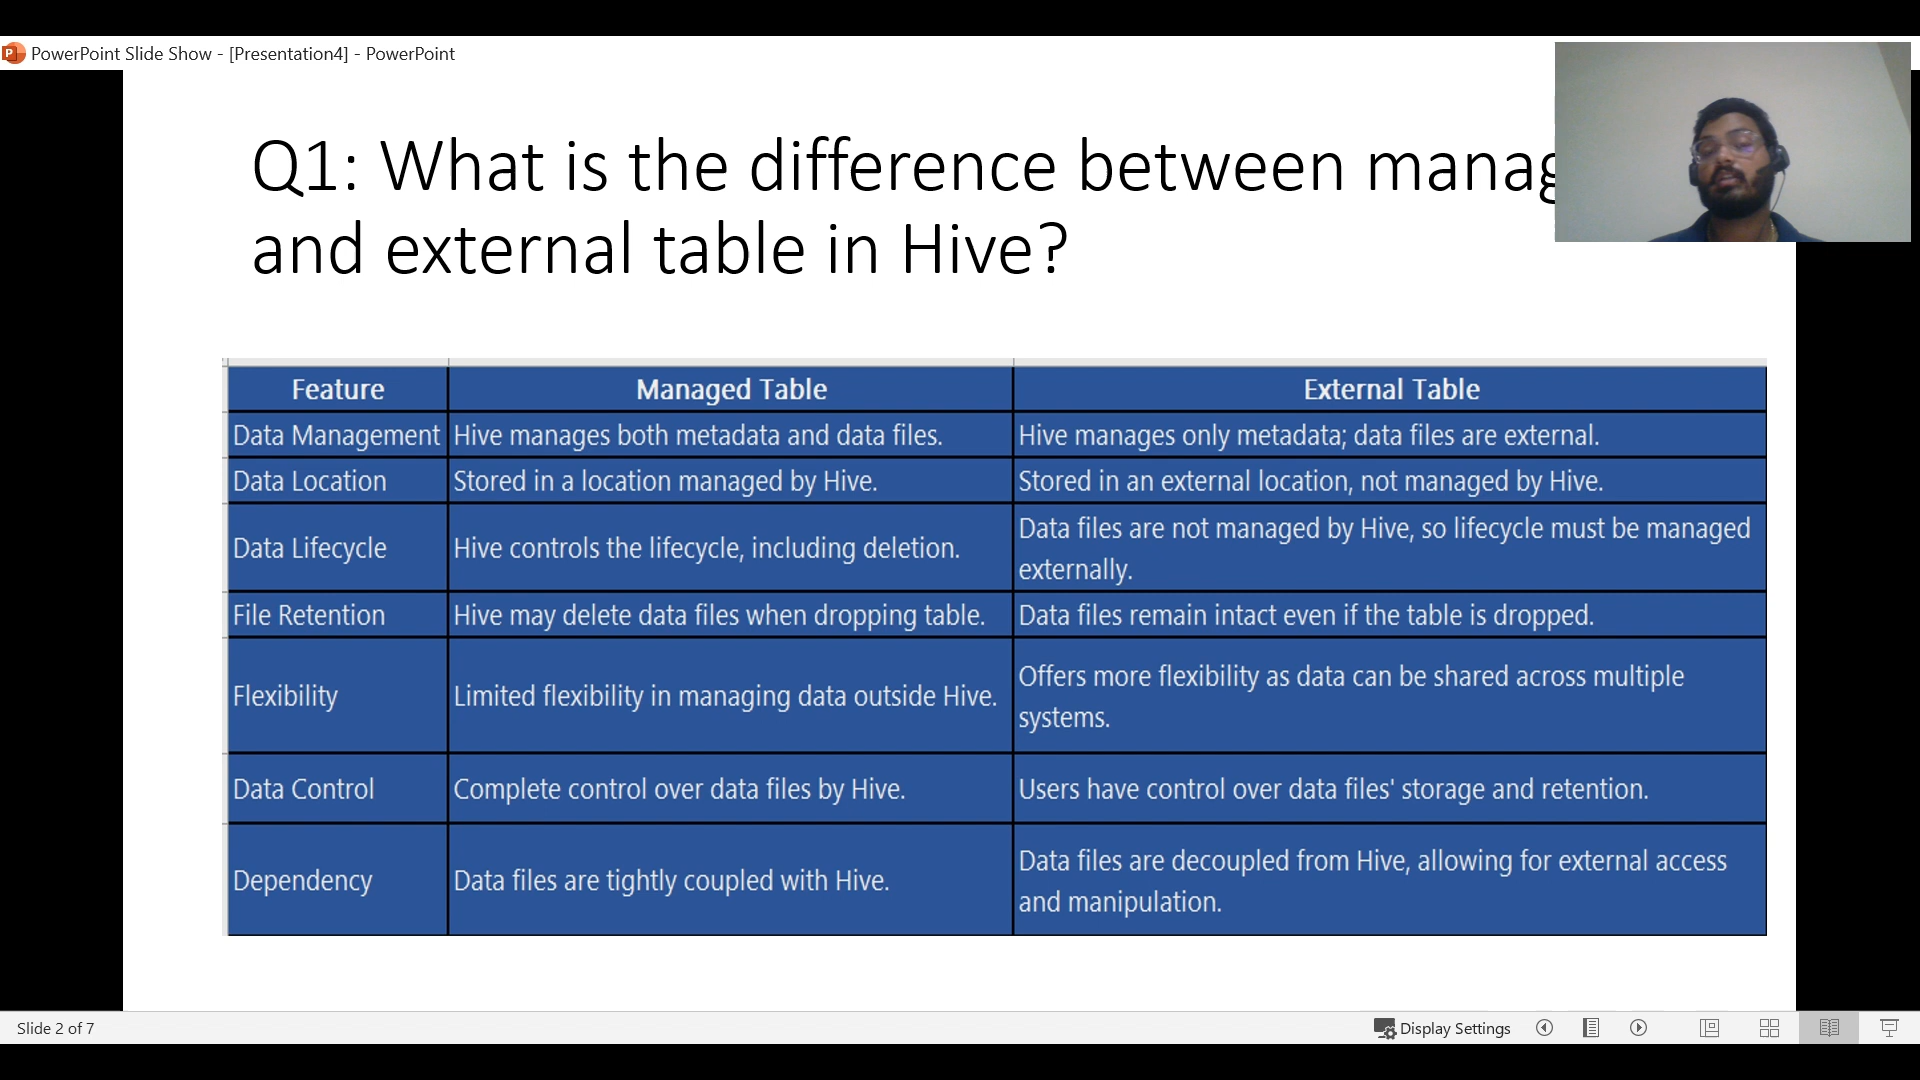 PowerPoint Slide Show - [Presentation4] - PowerPoint
Q1: What is the difference between
and external table in Hive?
Feature Managed Table External Table
Data Management Hive manages both metadata and data files. Hive manages only metadata; data files are external.
Data Location Stored in a location managed by Hive. Stored in an external location, not managed by Hive.
Data Lifecycle Hive controls the lifecycle, including deletion. Data files are not managed by Hive, so lifecycle must be managed
externally.
File Retention Hive may delete data files when dropping table. Data files remain intact even if the table is dropped.
Flexibility Limited flexibility in managing data outside Hive. Offers more flexibility as data can be shared across multiple
systems.
Data Control Complete control over data files by Hive. Users have control over data files' storage and retention.
Dependency Data files are tightly coupled with Hive. Data files are decoupled from Hive, allowing for external access
and manipulation.
Slide 2 of 7 Display Settings